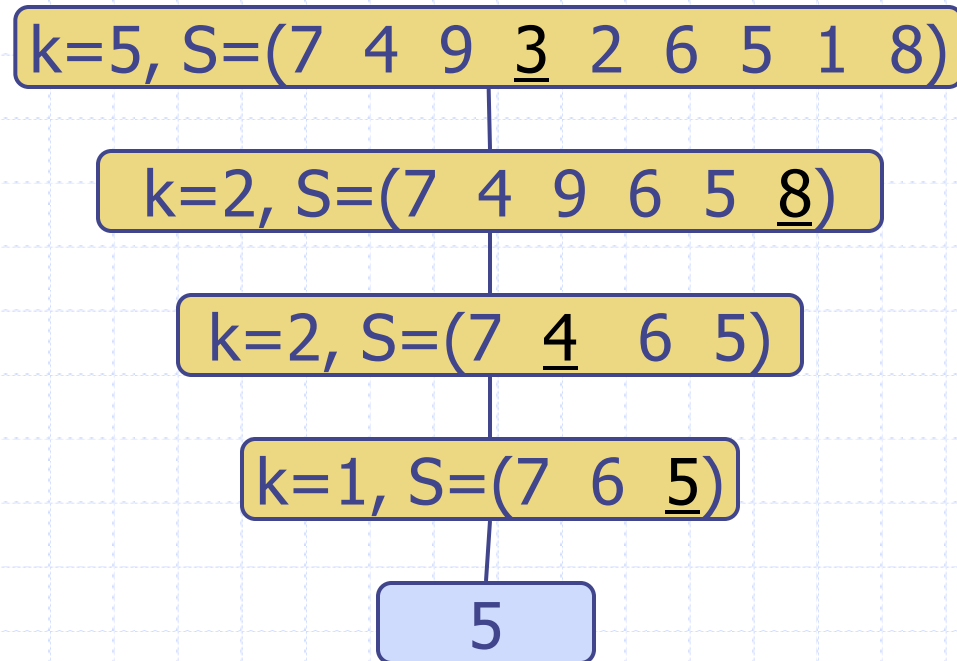 k=5, S=(7 4 9 3 2 6 5 1 8)
k=2, S=(7 4 9 6 5 8)
k=2, S=(7 4 6 5)
k=1, S=(7 6 5)
5